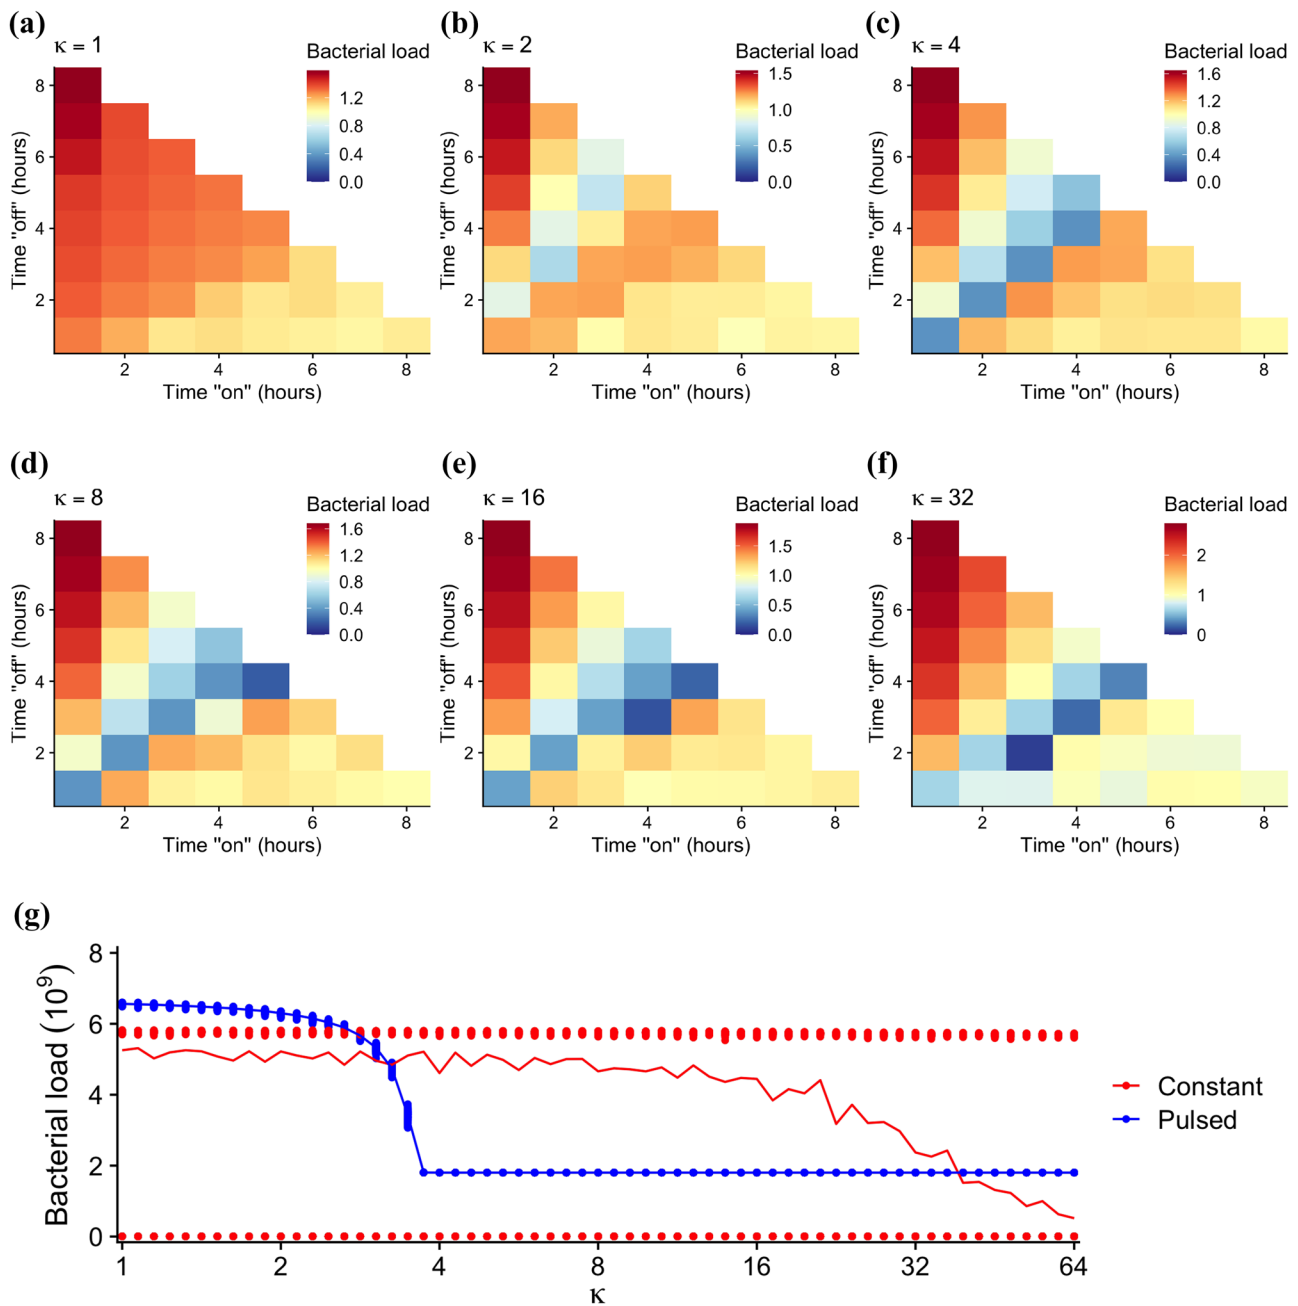 (a)
κ = 1
Bacterial load
1.2
0.8
0.4
0.0
8
6
4
2
Time "off" (hours)
2
4
6
8
Time "on" (hours)
(b)
κ = 2
Bacterial load
1.5
1.0
0.5
0.0
8
6
4
2
Time "off" (hours)
2
4
6
8
Time "on" (hours)
(c)
κ = 4
Bacterial load
1.6
1.2
0.8
0.4
0.0
8
6
4
2
Time "off" (hours)
2
4
6
8
Time "on" (hours)
(d)
κ = 8
Bacterial load
1.6
1.2
0.8
0.4
0.0
8
6
4
2
Time "off" (hours)
2
4
6
8
Time "on" (hours)
(e)
κ = 16
Bacterial load
1.5
1.0
0.5
0.0
8
6
4
2
Time "off" (hours)
2
4
6
8
Time "on" (hours)
(f)
κ = 32
Bacterial load
2
1
0
8
6
4
2
Time "off" (hours)
2
4
6
8
Time "on" (hours)
(g)
8
6
4
2
0
Bacterial load (10⁹)
1
2
4
8
16
32
64
κ
Constant
Pulsed